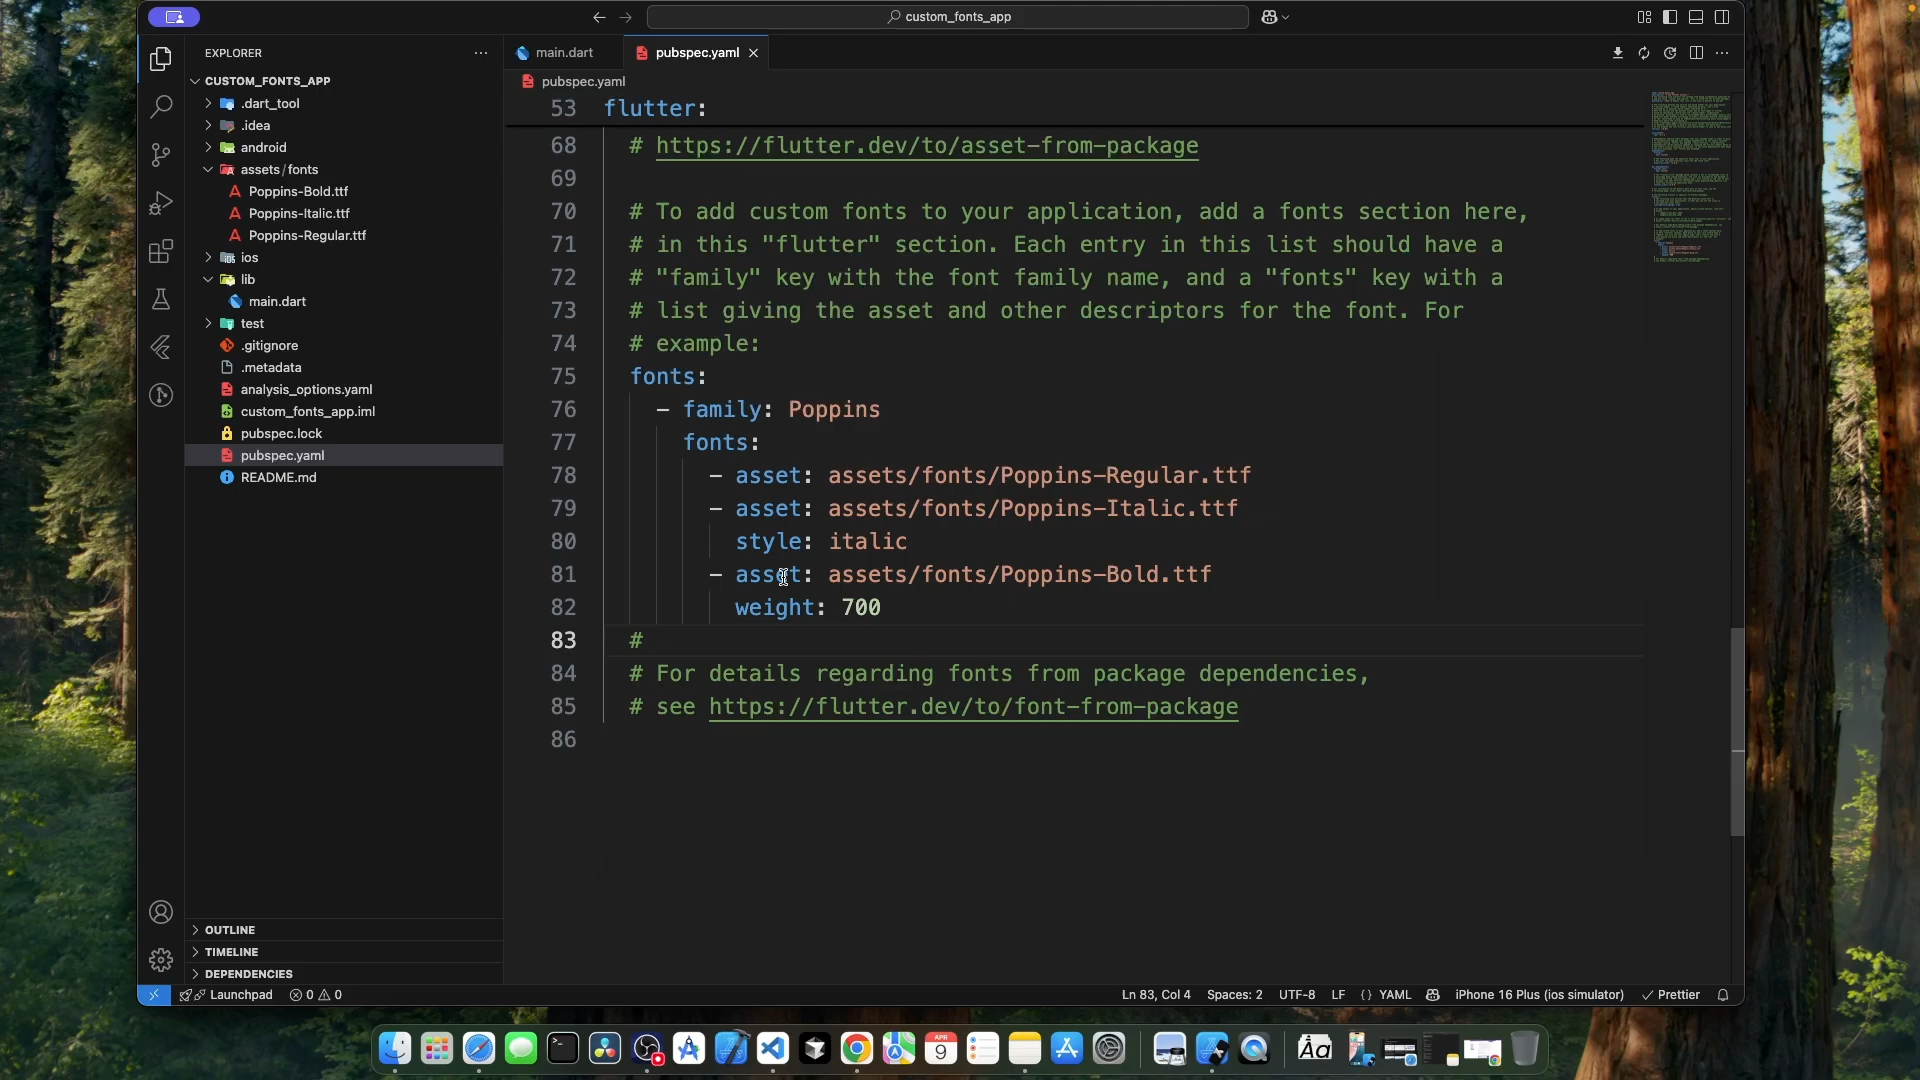 custom_fonts_app
EXPLORER
CUSTOM_FONTS_APP
.dart_tool
.idea
android
assets/fonts
Poppins-Bold.ttf
Poppins-Italic.ttf
Poppins-Regular.ttf
ios
lib
main.dart
test
.gitignore
.metadata
analysis_options.yaml
custom_fonts_app.iml
pubspec.lock
pubspec.yaml
README.md
OUTLINE
TIMELINE
DEPENDENCIES
main.dart
pubspec.yaml
pubspec.yaml
53 flutter:
68 # https://flutter.dev/to/asset-from-package
69
70 # To add custom fonts to your application, add a fonts section here,
71 # in this "flutter" section. Each entry in this list should have a
72 # "family" key with the font family name, and a "fonts" key with a
73 # list giving the asset and other descriptors for the font. For
74 # example:
75 fonts:
76 - family: Poppins
77 fonts:
78 - asset: assets/fonts/Poppins-Regular.ttf
79 - asset: assets/fonts/Poppins-Italic.ttf
80 style: italic
81 - asset: assets/fonts/Poppins-Bold.ttf
82 weight: 700
83 #
84 # For details regarding fonts from package dependencies,
85 # see https://flutter.dev/to/font-from-package
86
Launchpad 0 0 Ln 83, Col 4 Spaces: 2 UTF-8 LF {} YAML iPhone 16 Plus (ios simulator) Prettier
APR
9
Aa